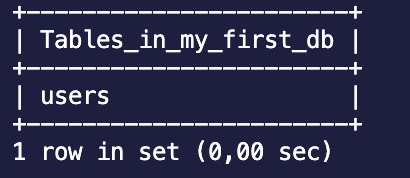 +------------------------+
| Tables_in_my_first_db |
+------------------------+
| users                 |
+------------------------+
1 row in set (0,00 sec)